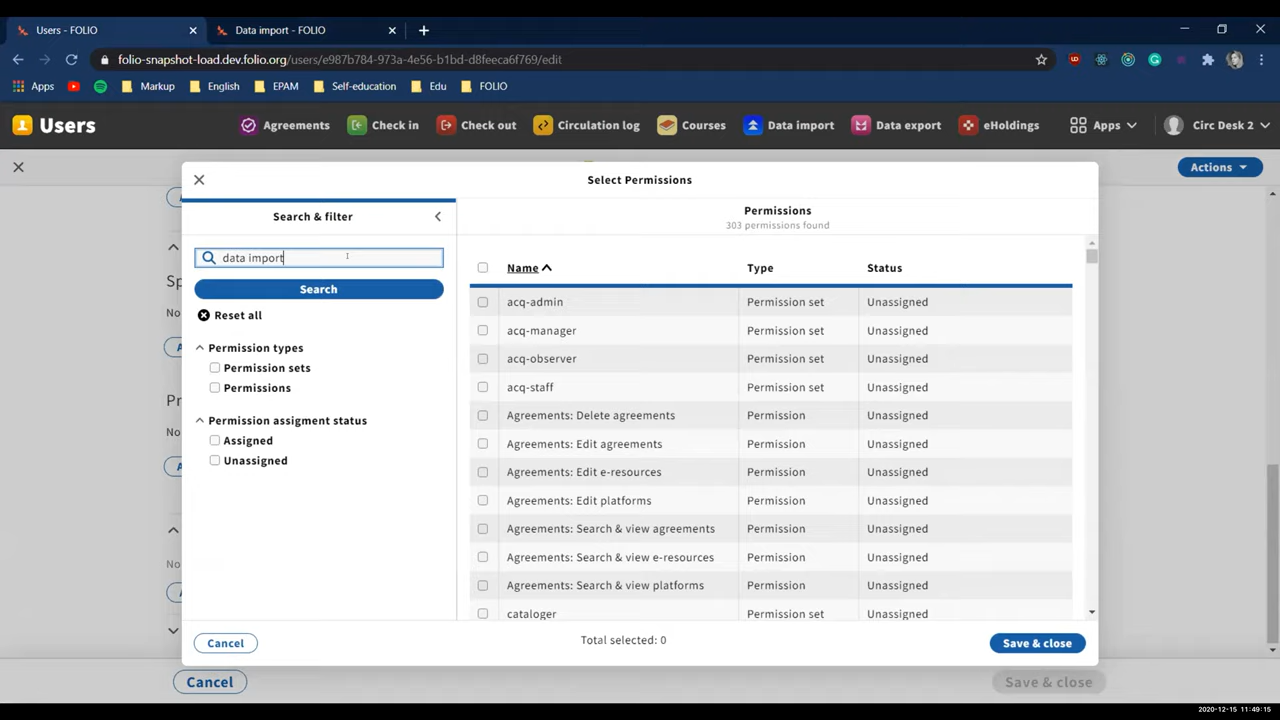 Users - FOLIO
Data import - FOLIO
folio-snapshot-load.dev.folio.org/users/e987b784-973a-4e56-b1bd-d8feeca6f769/edit
Apps Markup English EPAM Self-education Edu FOLIO
Users Agreements Check in Check out Circulation log Courses Data import Data export eHoldings Apps Circ Desk 2
Actions
Select Permissions
Search & filter
Permissions
303 permissions found
data import
Search
Reset all
Permission types
Permission sets
Permissions
Permission assigment status
Assigned
Unassigned
Name Type Status
acq-admin Permission set Unassigned
acq-manager Permission set Unassigned
acq-observer Permission set Unassigned
acq-staff Permission set Unassigned
Agreements: Delete agreements Permission Unassigned
Agreements: Edit agreements Permission Unassigned
Agreements: Edit e-resources Permission Unassigned
Agreements: Edit platforms Permission Unassigned
Agreements: Search & view agreements Permission Unassigned
Agreements: Search & view e-resources Permission Unassigned
Agreements: Search & view platforms Permission Unassigned
cataloger Permission set Unassigned
Cancel
Total selected: 0
Save & close
Cancel
Save & close
2020-12-15 11:49:15